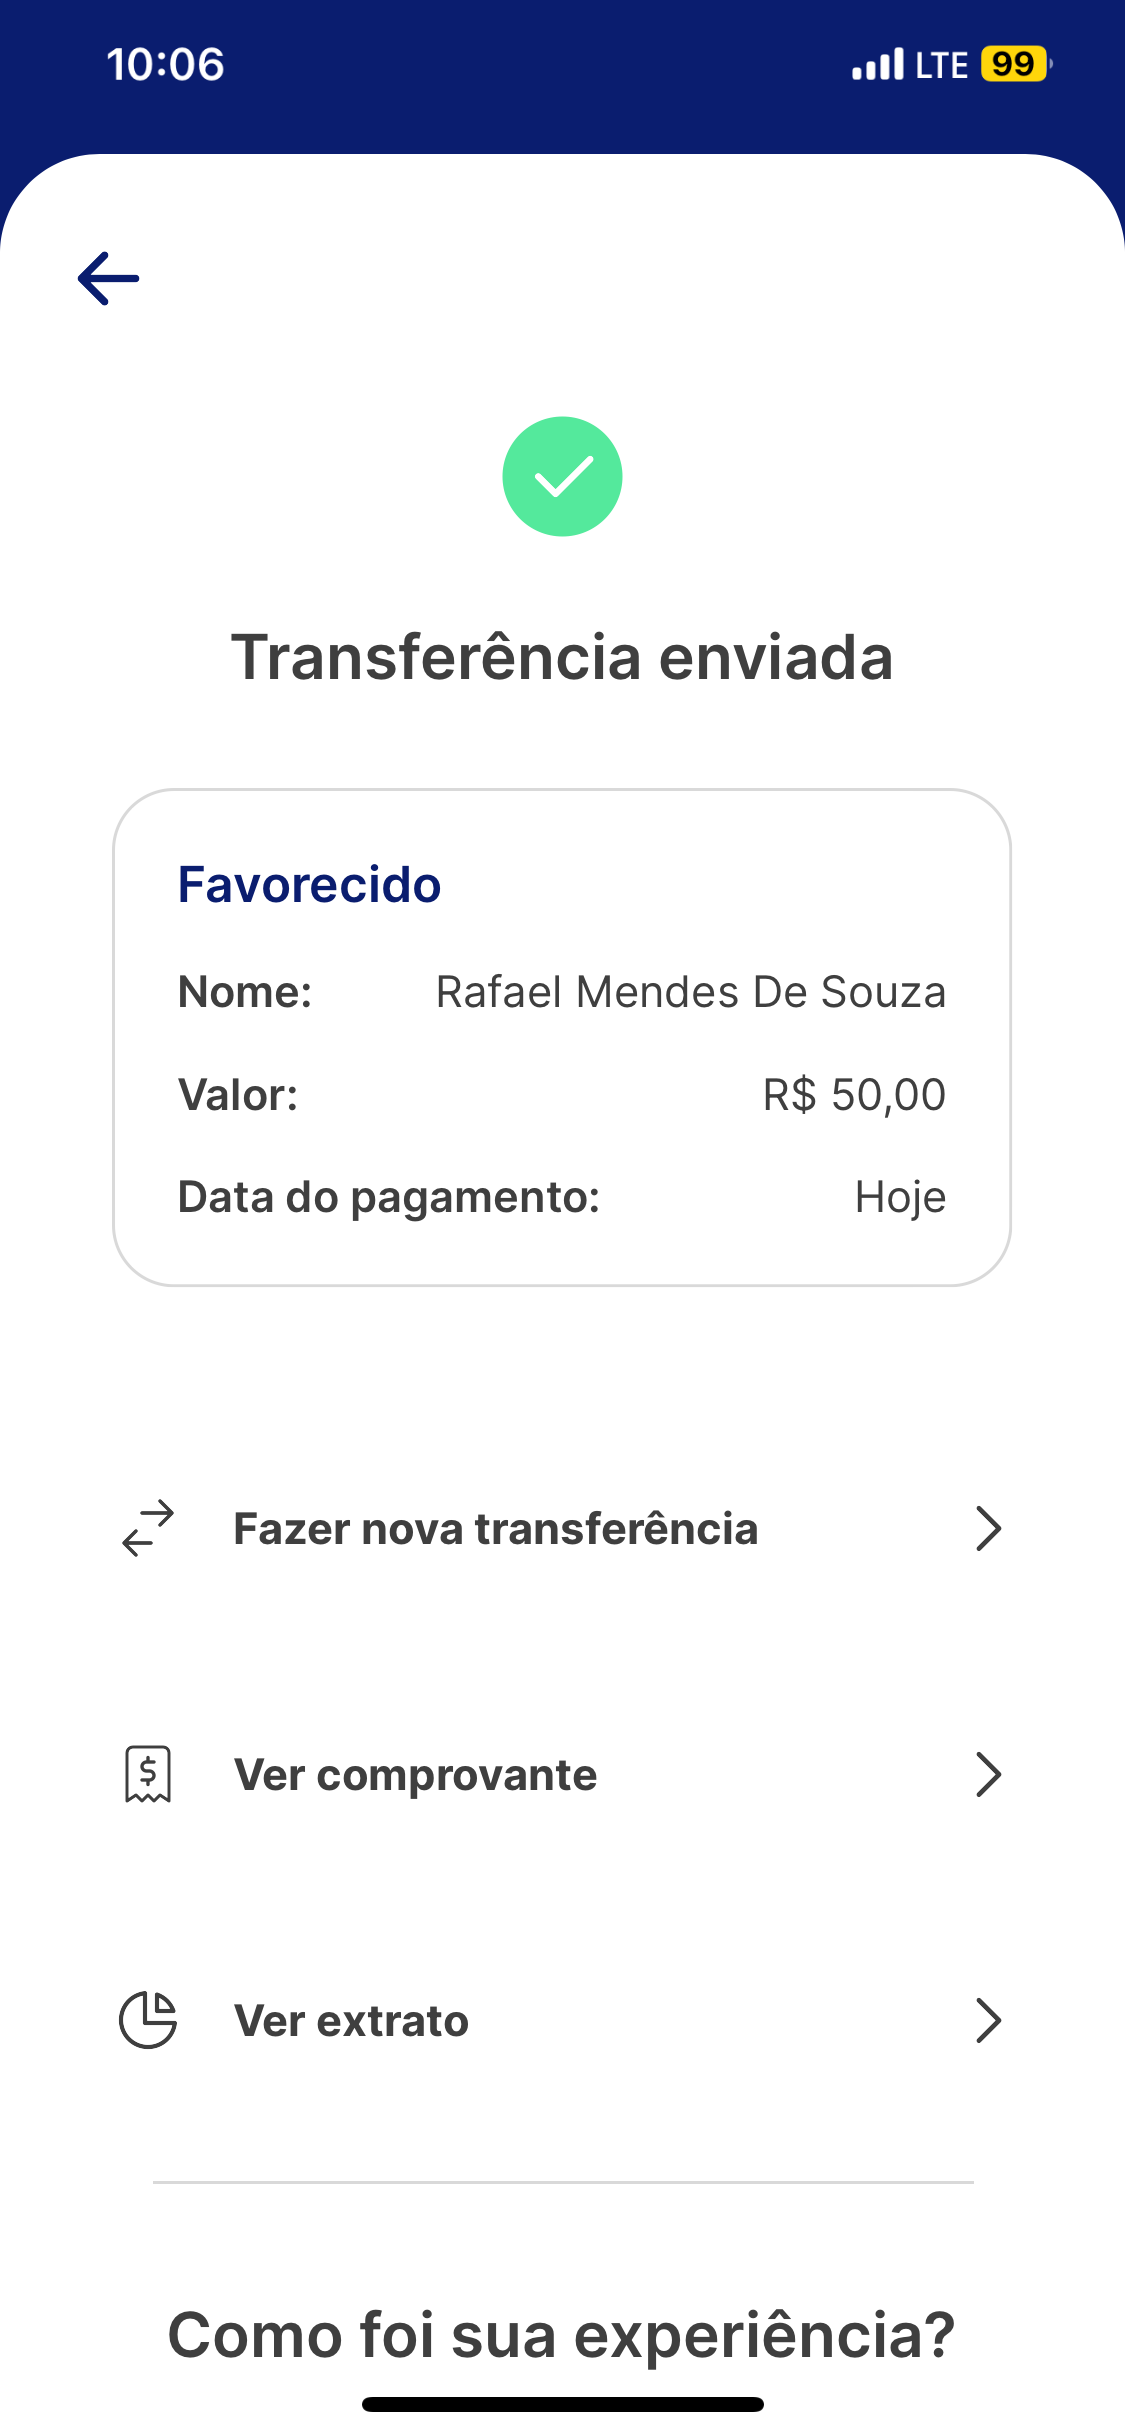 10:06 LTE 99
Transferência enviada
Favorecido
Nome: Rafael Mendes De Souza
Valor: R$ 50,00
Data do pagamento: Hoje
Fazer nova transferência
$ Ver comprovante
Ver extrato
Como foi sua experiência?